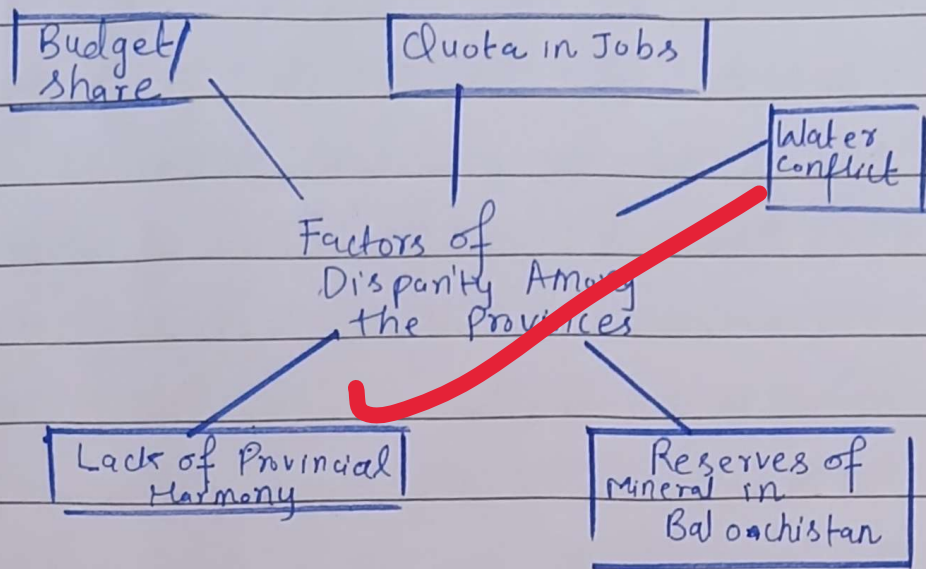 Budget/
share
Quota in Jobs
Water
Conflict
Factors of
Disparity Among
the Provinces
Lack of Provincial
Harmony
Reserves of
Mineral in
Balochistan